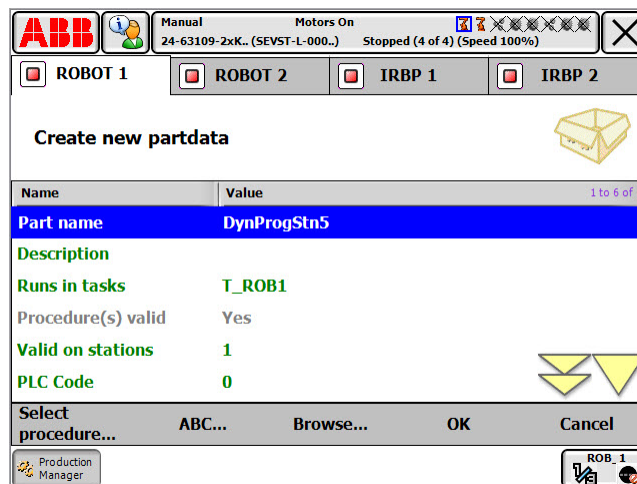 ABB
Manual Motors On
24-63109-2xK.. (SEVST-L-000..) Stopped (4 of 4) (Speed 100%)
ROBOT 1 ROBOT 2 IRBP 1 IRBP 2
Create new partdata
Name Value 1 to 6 of
Part name DynProgStn5
Description
Runs in tasks T_ROB1
Procedure(s) valid Yes
Valid on stations 1
PLC Code 0
Select procedure... ABC... Browse... OK Cancel
Production Manager
ROB_1
1/3